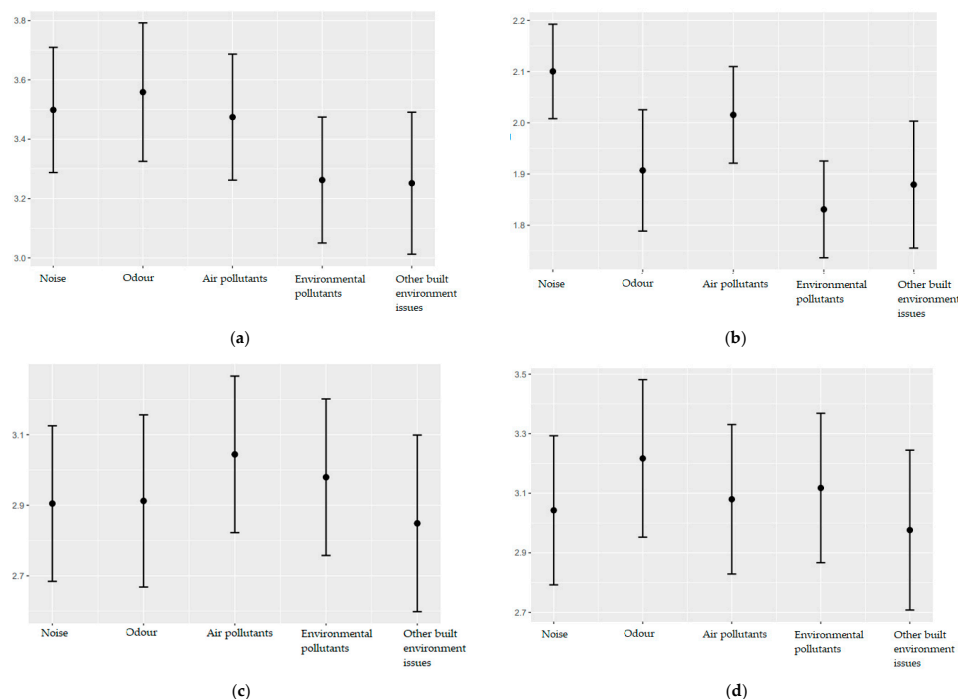 3.8
3.6
3.4
3.2
3.0
Noise
Odour
Air pollutants
Environmental
pollutants
Other built
environment
issues
(a)
2.2
2.1
2.0
1.9
1.8
Noise
Odour
Air pollutants
Environmental
pollutants
Other built
environment
issues
(b)
3.1
2.9
2.7
Noise
Odour
Air pollutants
Environmental
pollutants
Other built
environment
issues
(c)
3.5
3.3
3.1
2.9
2.7
Noise
Odour
Air pollutants
Environmental
pollutants
Other built
environment
issues
(d)